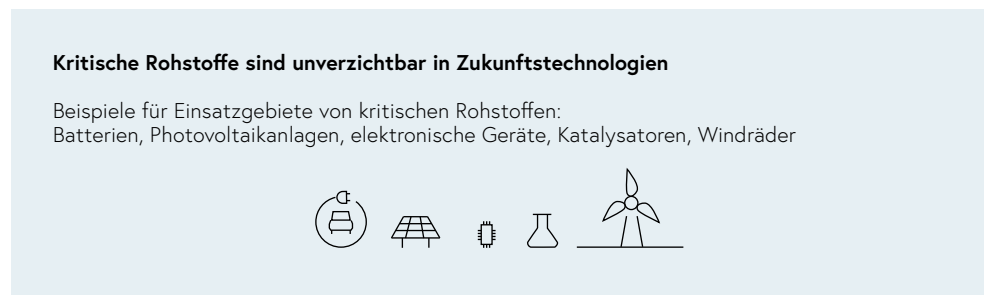 Kritische Rohstoffe sind unverzichtbar in Zukunftstechnologien
Beispiele für Einsatzgebiete von kritischen Rohstoffen:
Batterien, Photovoltaikanlagen, elektronische Geräte, Katalysatoren, Windräder